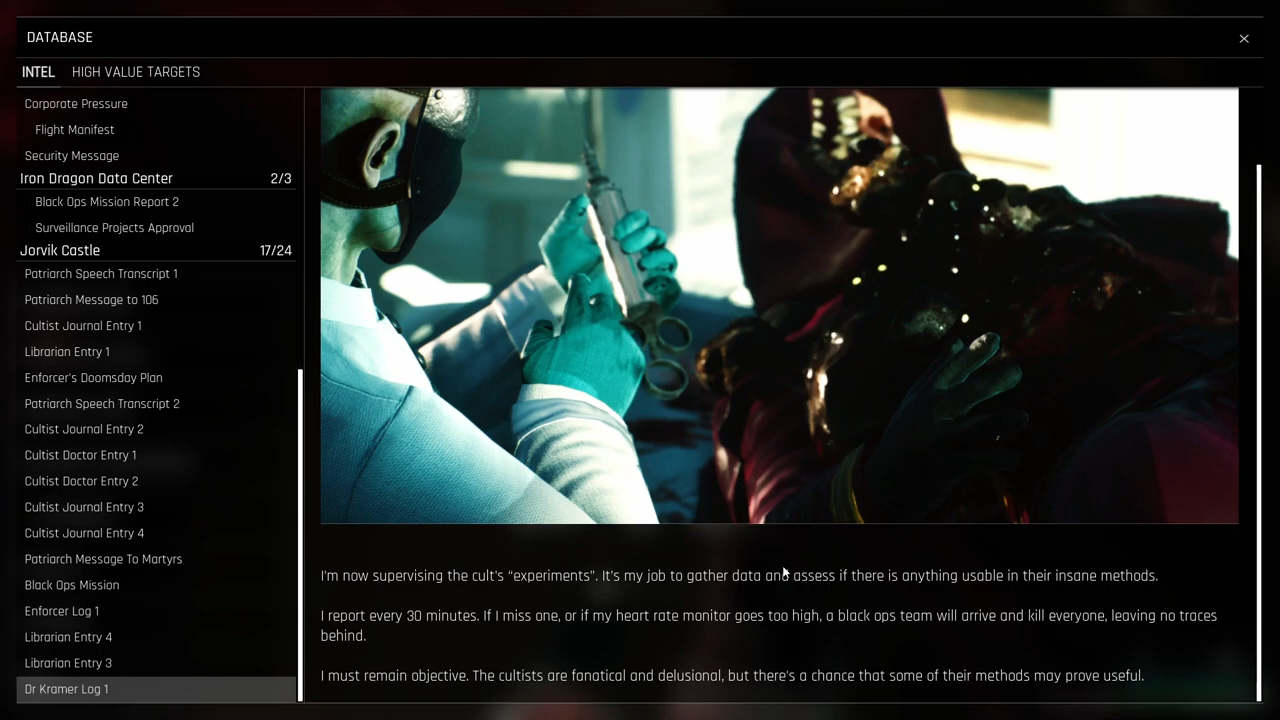 DATABASE
INTEL HIGH VALUE TARGETS
Corporate Pressure
Flight Manifest
Security Message
Iron Dragon Data Center 2/3
Black Ops Mission Report 2
Surveillance Projects Approval
Jorvik Castle 17/24
Patriarch Speech Transcript 1
Patriarch Message to 106
Cultist Journal Entry 1
Librarian Entry 1
Enforcer's Doomsday Plan
Patriarch Speech Transcript 2
Cultist Journal Entry 2
Cultist Doctor Entry 1
Cultist Doctor Entry 2
Cultist Journal Entry 3
Cultist Journal Entry 4
Patriarch Message To Martyrs
Black Ops Mission
Enforcer Log 1
Librarian Entry 4
Librarian Entry 3
Dr Kramer Log 1
I'm now supervising the cult's “experiments”. It's my job to gather data and assess if there is anything usable in their insane methods.
I report every 30 minutes. If I miss one, or if my heart rate monitor goes too high, a black ops team will arrive and kill everyone, leaving no traces
behind.
I must remain objective. The cultists are fanatical and delusional, but there's a chance that some of their methods may prove useful.